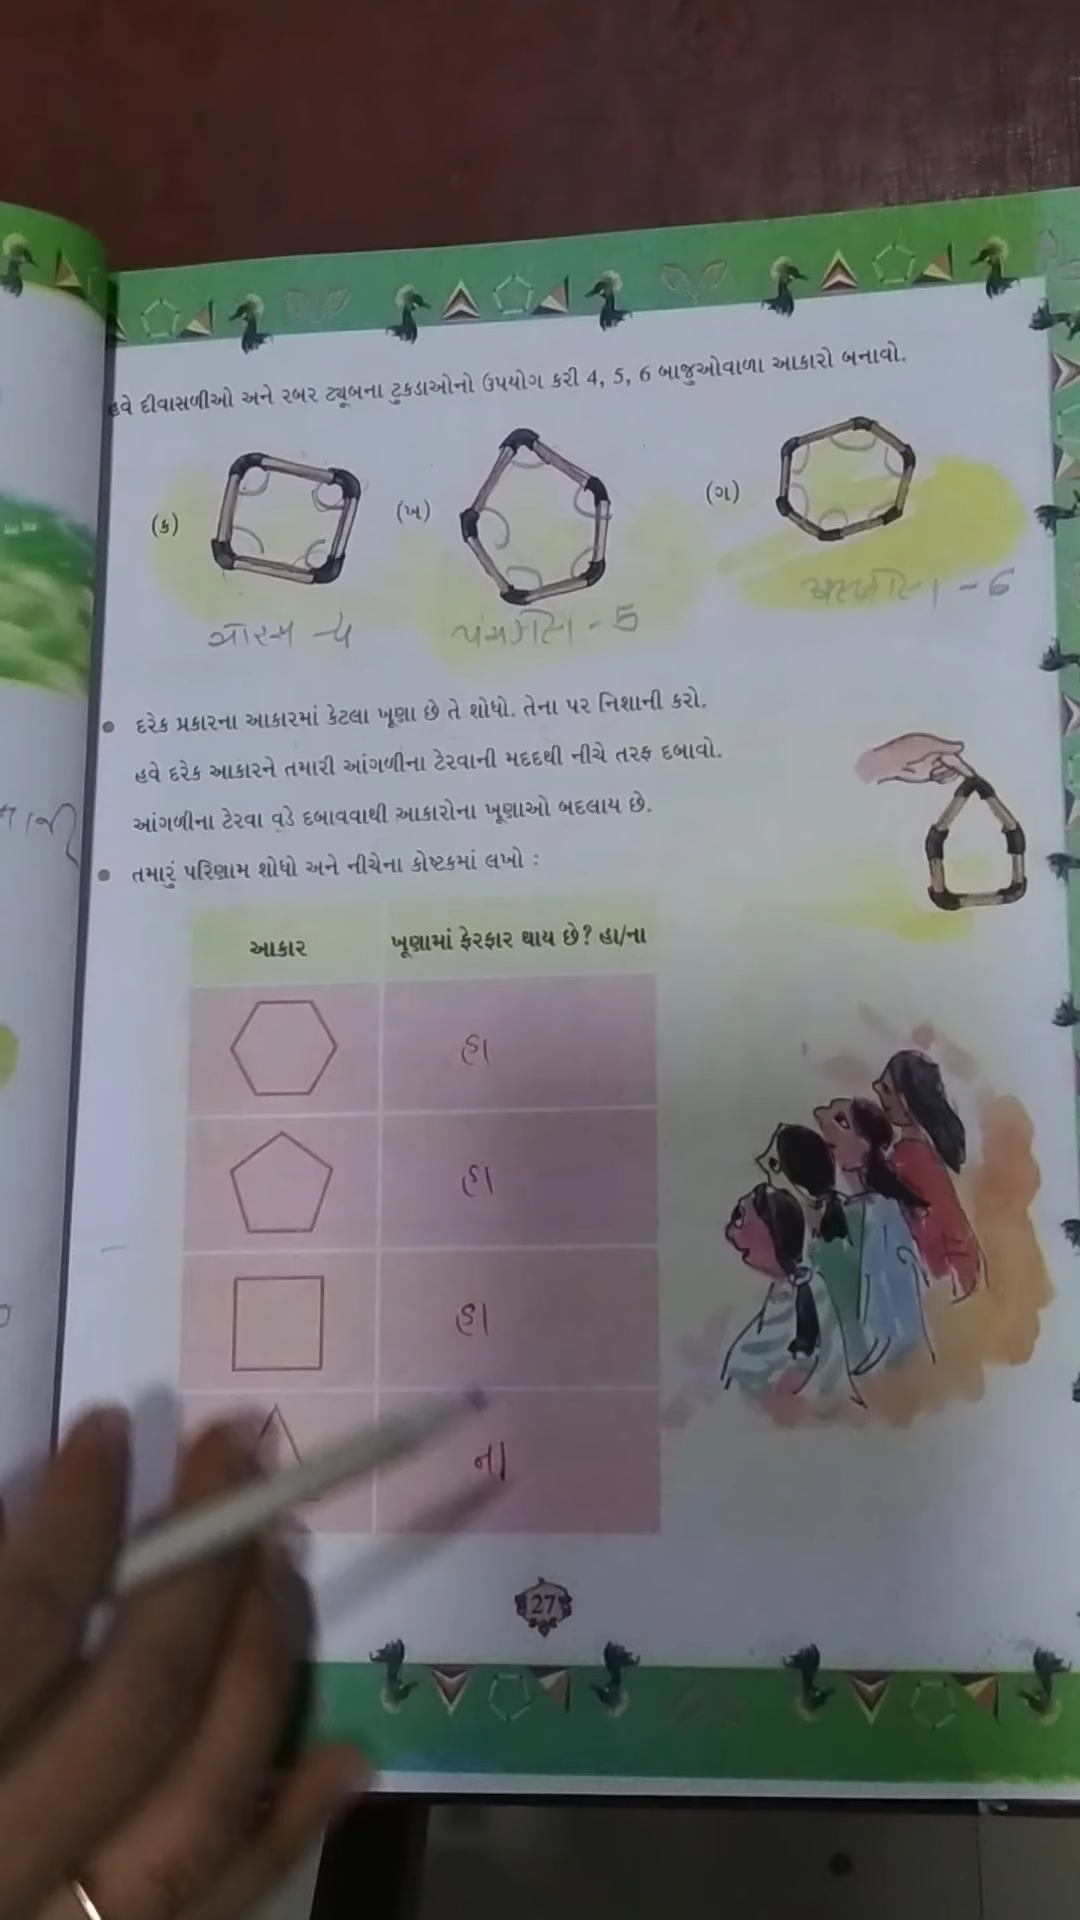 હવે દીવાસળીઓ અને રબર ટ્યૂબના ટુકડાઓનો ઉપયોગ કરી 4, 5, 6 બાજુઓવાળા આકારો બનાવો.
(ક) (ખ) (ગ)
ચોરસ - 4 પંચકોણ - 5 - 6
દરેક પ્રકારના આકારમાં કેટલા ખૂણા છે તે શોધો. તેના પર નિશાની કરો.
હવે દરેક આકારને તમારી આંગળીના ટેરવાની મદદથી નીચે તરફ દબાવો.
આંગળીના ટેરવા વડે દબાવવાથી આકારોના ખૂણાઓ બદલાય છે.
તમારું પરિણામ શોધો અને નીચેના કોષ્ટકમાં લખો :
આકાર ખૂણામાં ફેરફાર થાય છે? હા/ના
હા
હા
હા
ના
27